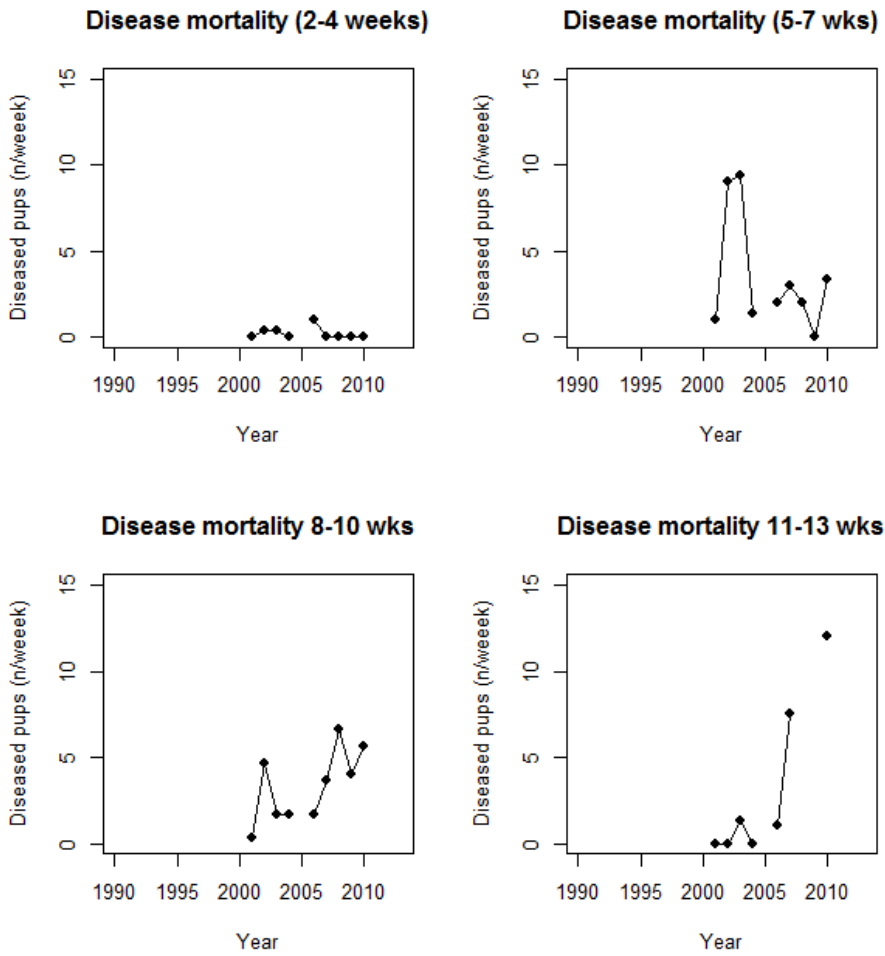 Disease mortality (2-4 weeks)
Diseased pups (n/weeek)
15
10
5
0
1990 1995 2000 2005 2010
Year
Disease mortality (5-7 wks)
Diseased pups (n/weeek)
15
10
5
0
1990 1995 2000 2005 2010
Year
Disease mortality 8-10 wks
Diseased pups (n/weeek)
15
10
5
0
1990 1995 2000 2005 2010
Year
Disease mortality 11-13 wks
Diseased pups (n/weeek)
15
10
5
0
1990 1995 2000 2005 2010
Year